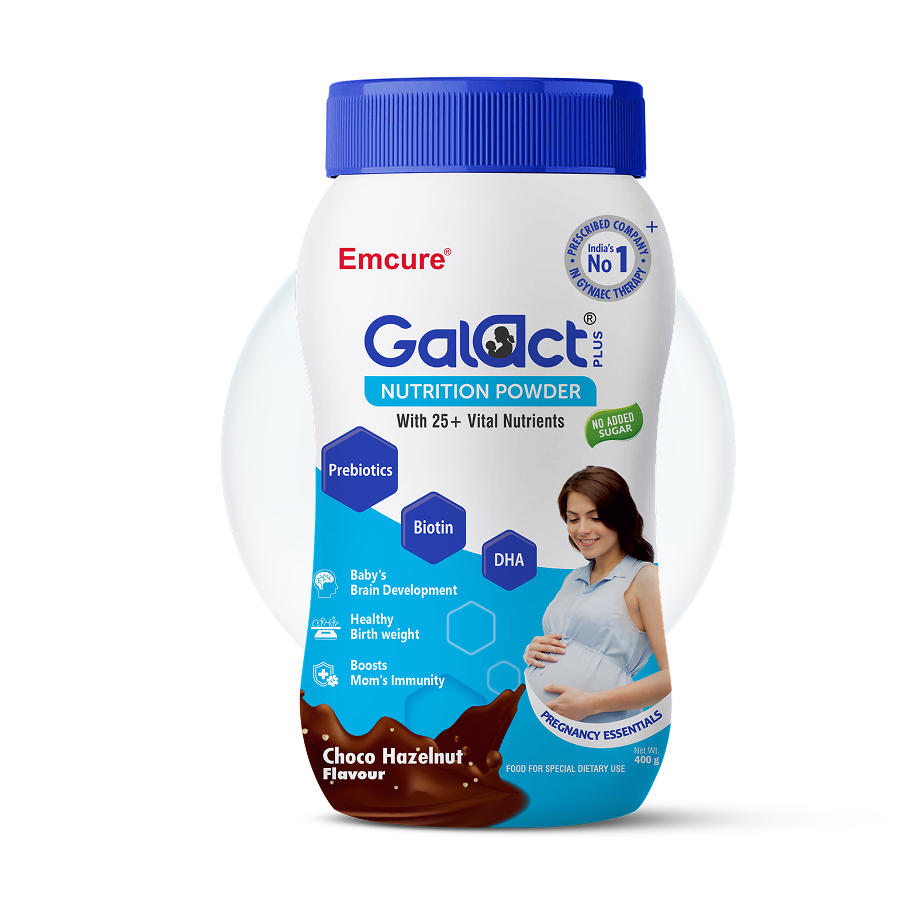 Emcure®
PRESCRIBED COMPANY
India's
No 1
IN GYNAEC THERAPY
+
Galact®
PLUS
NUTRITION POWDER
With 25+ Vital Nutrients
NO ADDED
SUGAR
Prebiotics
Biotin
DHA
Baby's
Brain Development
Healthy
Birth weight
Boosts
Mom's Immunity
PREGNANCY ESSENTIALS
Choco Hazelnut
Flavour
FOOD FOR SPECIAL DIETARY USE
Net Wt.
400 g